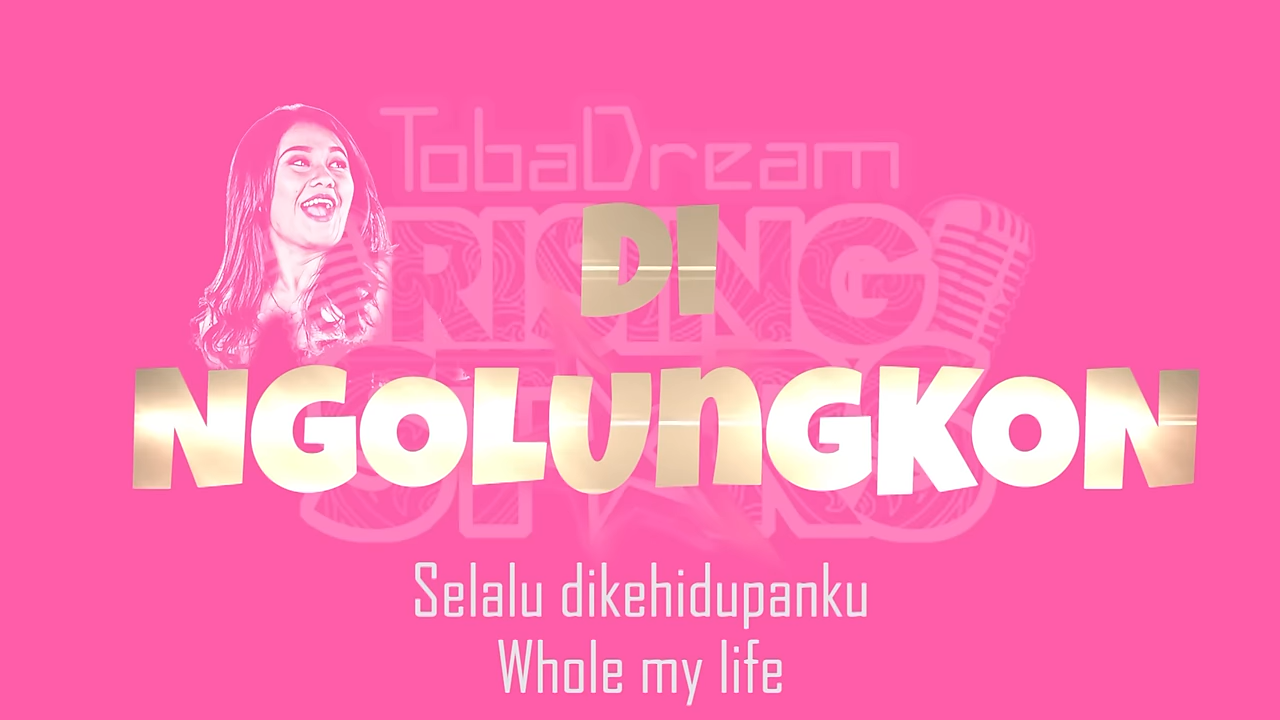 TobaDream
RISING
DI
STARS
NGOLUNGKON
Selalu dikehidupanku
Whole my life